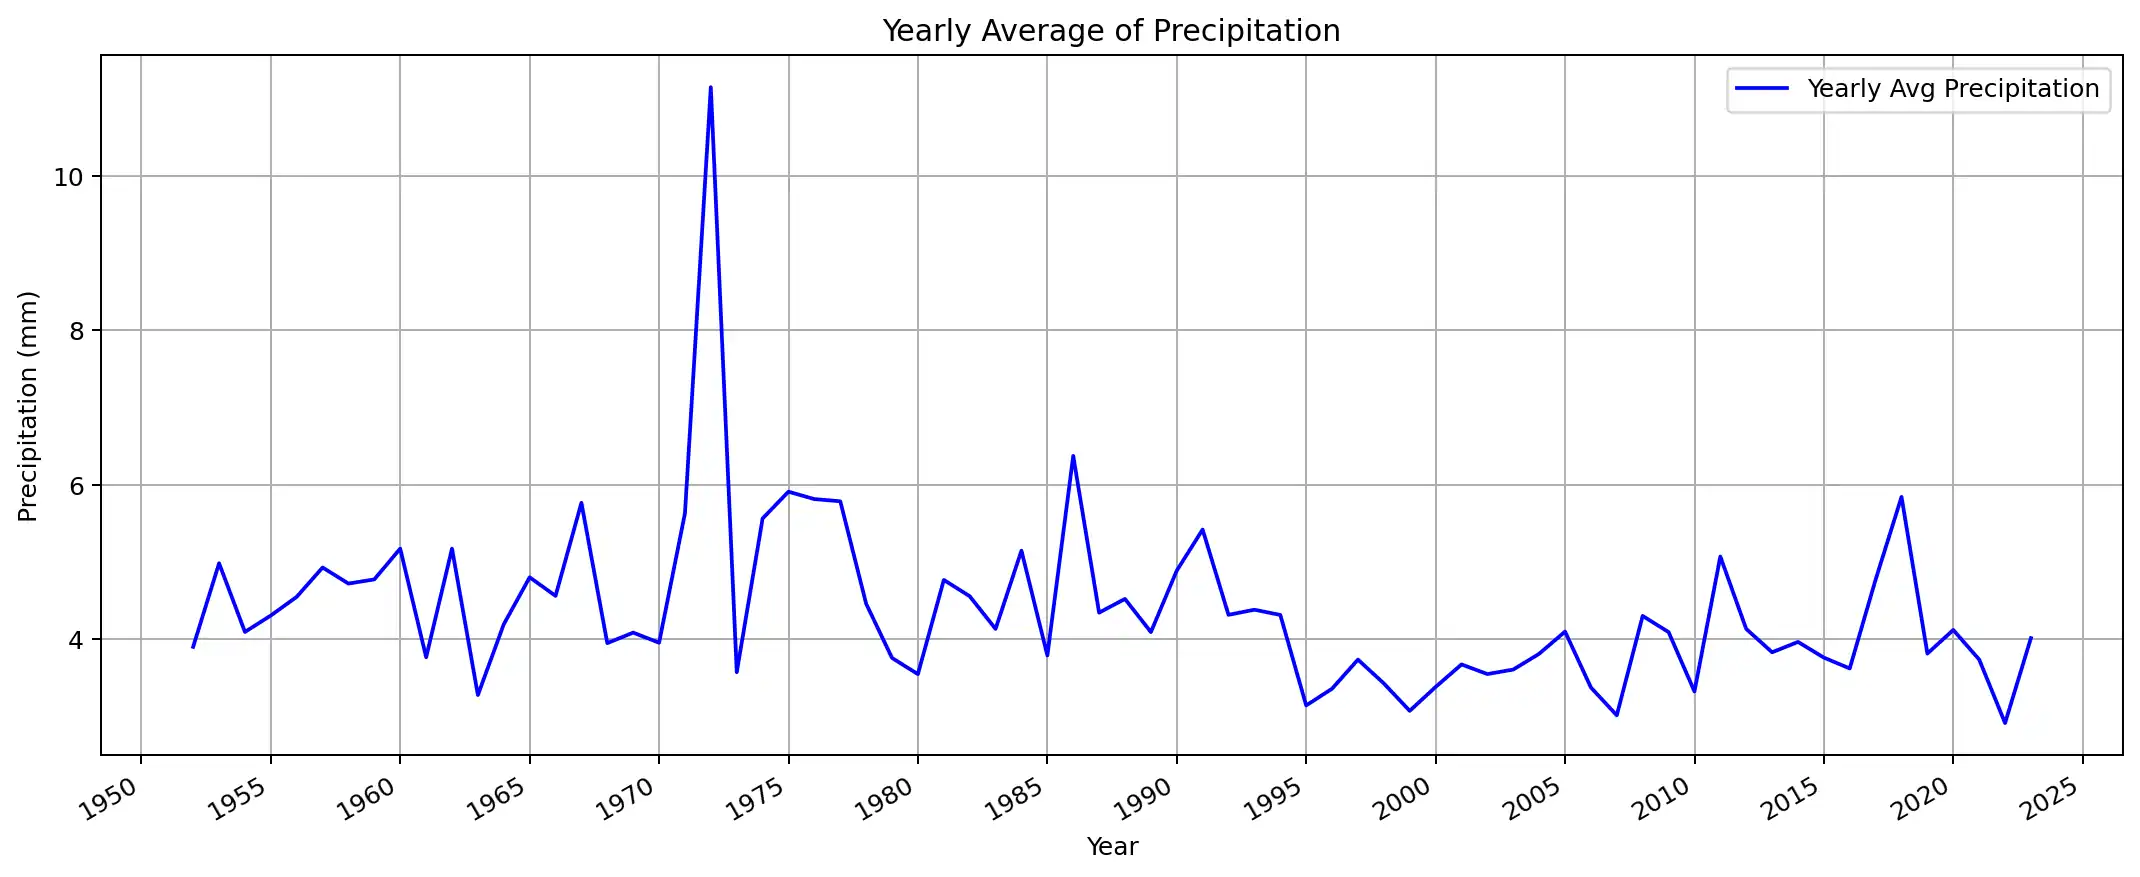 Yearly Average of Precipitation
Yearly Avg Precipitation
Precipitation (mm)
10
8
6
4
1950 1955 1960 1965 1970 1975 1980 1985 1990 1995 2000 2005 2010 2015 2020 2025
Year